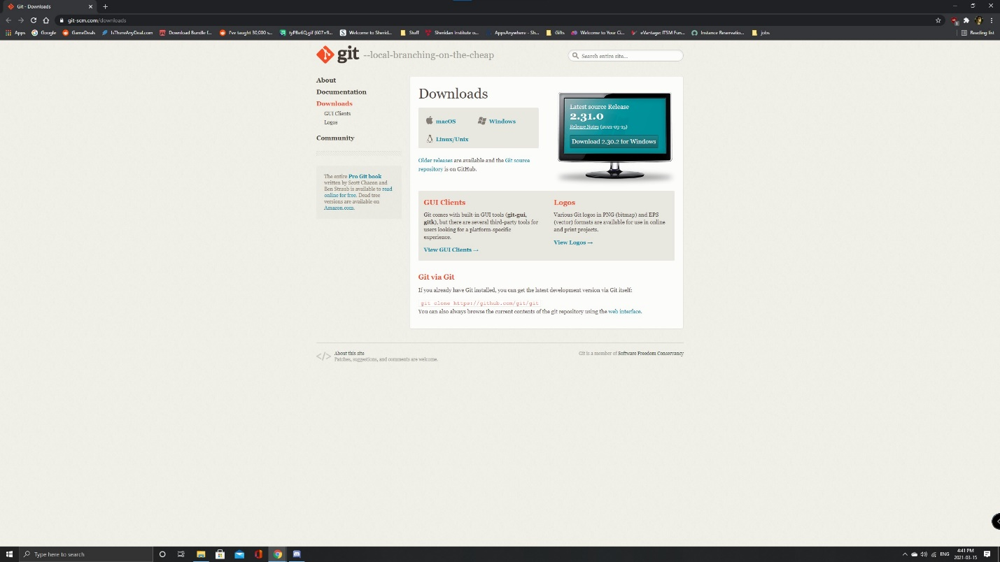 Git - Downloads
git-scm.com/downloads
Apps
Google
GameDeals
IsThereAnyDeal.com
Download Bundle f...
I've taught 30,000 s...
tyPBe6Q.gif (607×9...
Welcome to Sherid...
Stuff
Sheridan Institute o...
AppsAnywhere - Sh...
Gifts
Welcome to Your Ci...
eVantage: ITSM Fun...
Instance Reservatio...
jobs
Reading list
git --local-branching-on-the-cheap
Search entire site...
About
Documentation
Downloads
GUI Clients
Logos
Community
The entire Pro Git book
written by Scott Chacon and
Ben Straub is available to read
online for free. Dead tree
versions are available on
Amazon.com.
Downloads
macOS
Windows
Linux/Unix
Older releases are available and the Git source
repository is on GitHub.
Latest source Release
2.31.0
Release Notes (2021-03-15)
Download 2.30.2 for Windows
GUI Clients
Git comes with built-in GUI tools (git-gui,
gitk), but there are several third-party tools for
users looking for a platform-specific
experience.
View GUI Clients →
Logos
Various Git logos in PNG (bitmap) and EPS
(vector) formats are available for use in online
and print projects.
View Logos →
Git via Git
If you already have Git installed, you can get the latest development version via Git itself:
git clone https://github.com/git/git
You can also always browse the current contents of the git repository using the web interface.
</> About this site
Patches, suggestions, and comments are welcome.
Git is a member of Software Freedom Conservancy
Type here to search
ENG
4:41 PM
2021-03-15